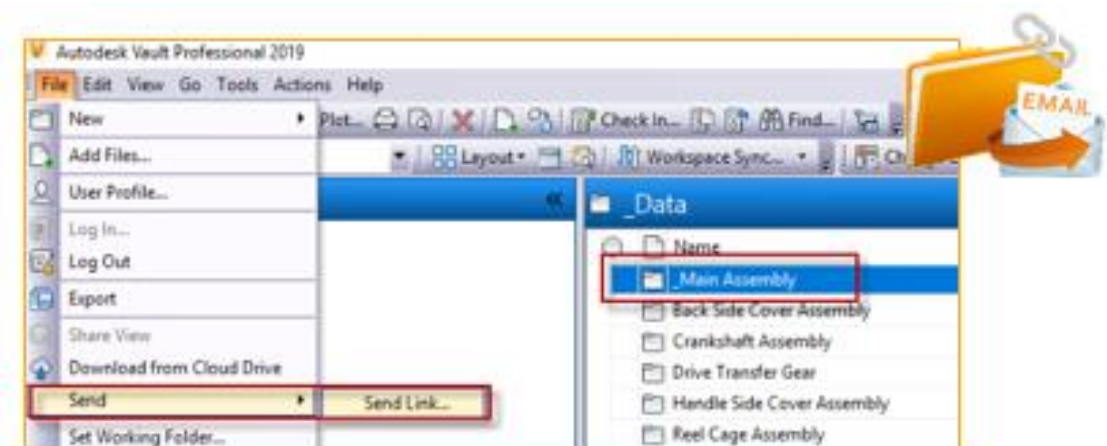 Autodesk Vault Professional 2019
File Edit View Go Tools Actions Help
New
Plot... Check In... Find...
Add Files...
Layout Workspace Sync...
User Profile...
_Data
Log In...
Name
Log Out
_Main Assembly
Export
Back Side Cover Assembly
Share View
Crankshaft Assembly
Download from Cloud Drive
Drive Transfer Gear
Send
Send Link...
Handle Side Cover Assembly
Set Working Folder...
Reel Cage Assembly
EMAIL